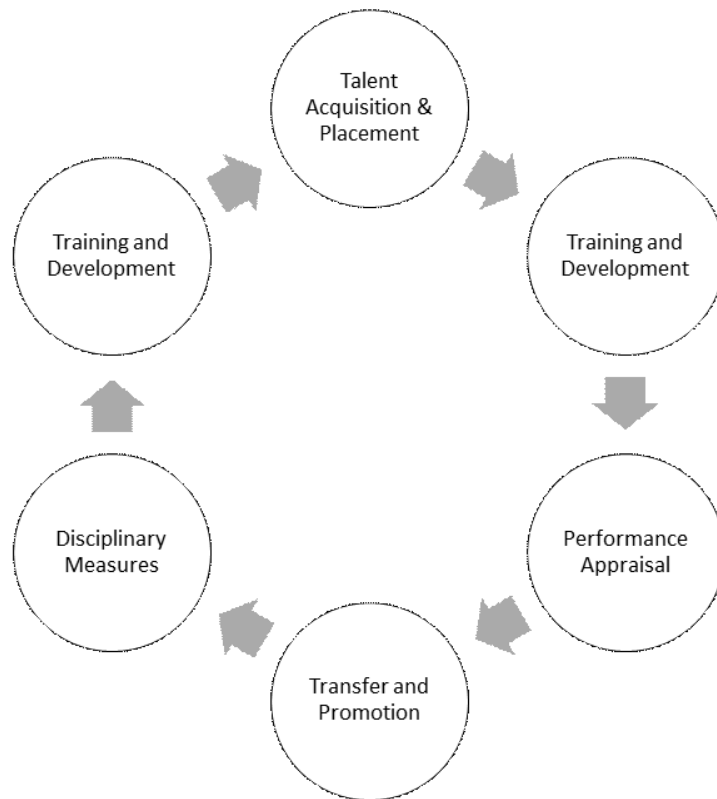 Talent
Acquisition &
Placement
Training and
Development
Training and
Development
Performance
Appraisal
Disciplinary
Measures
Transfer and
Promotion